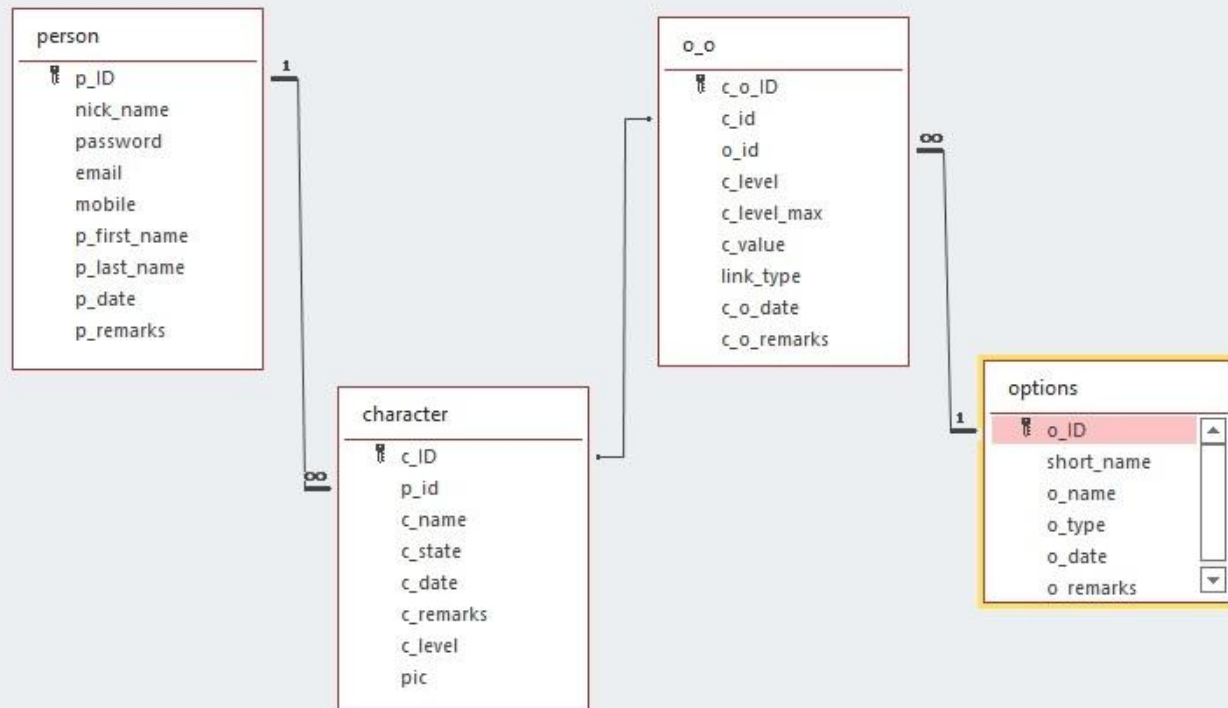 person
p_ID
nick_name
password
email
mobile
p_first_name
p_last_name
p_date
p_remarks
1
∞
character
c_ID
p_id
c_name
c_state
c_date
c_remarks
c_level
pic
o_o
c_o_ID
c_id
o_id
c_level
c_level_max
c_value
link_type
c_o_date
c_o_remarks
∞
1
options
o_ID
short_name
o_name
o_type
o_date
o_remarks